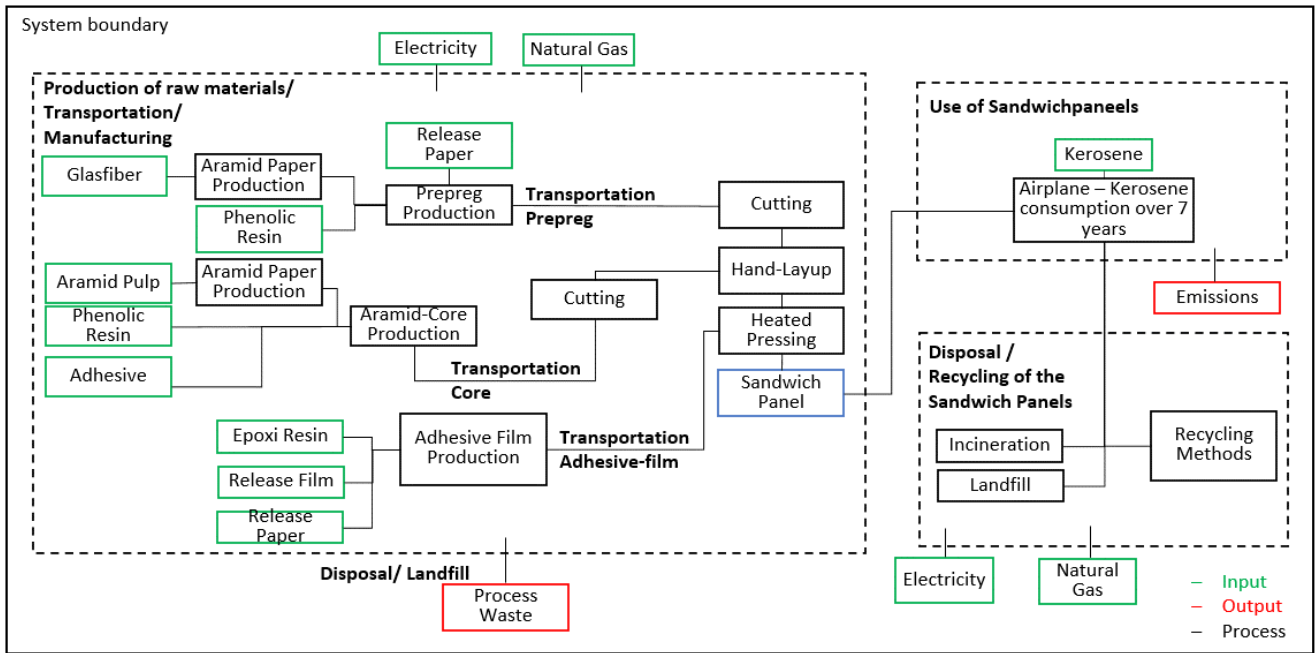 System boundary
Electricity
Natural Gas
Production of raw materials/
Transportation/
Manufacturing
Release
Paper
Glasfiber
Aramid Paper
Production
Prepreg
Production
Transportation
Prepreg
Cutting
Phenolic
Resin
Aramid Pulp
Aramid Paper
Production
Hand-Layup
Cutting
Phenolic
Resin
Aramid-Core
Production
Heated
Pressing
Adhesive
Transportation
Core
Sandwich
Panel
Epoxi Resin
Adhesive Film
Production
Transportation
Adhesive-film
Release Film
Release
Paper
Disposal/ Landfill
Process
Waste
Use of Sandwichpaneels
Kerosene
Airplane – Kerosene
consumption over 7
years
Emissions
Disposal /
Recycling of the
Sandwich Panels
Incineration
Landfill
Recycling
Methods
Electricity
Natural
Gas
– Input
– Output
– Process